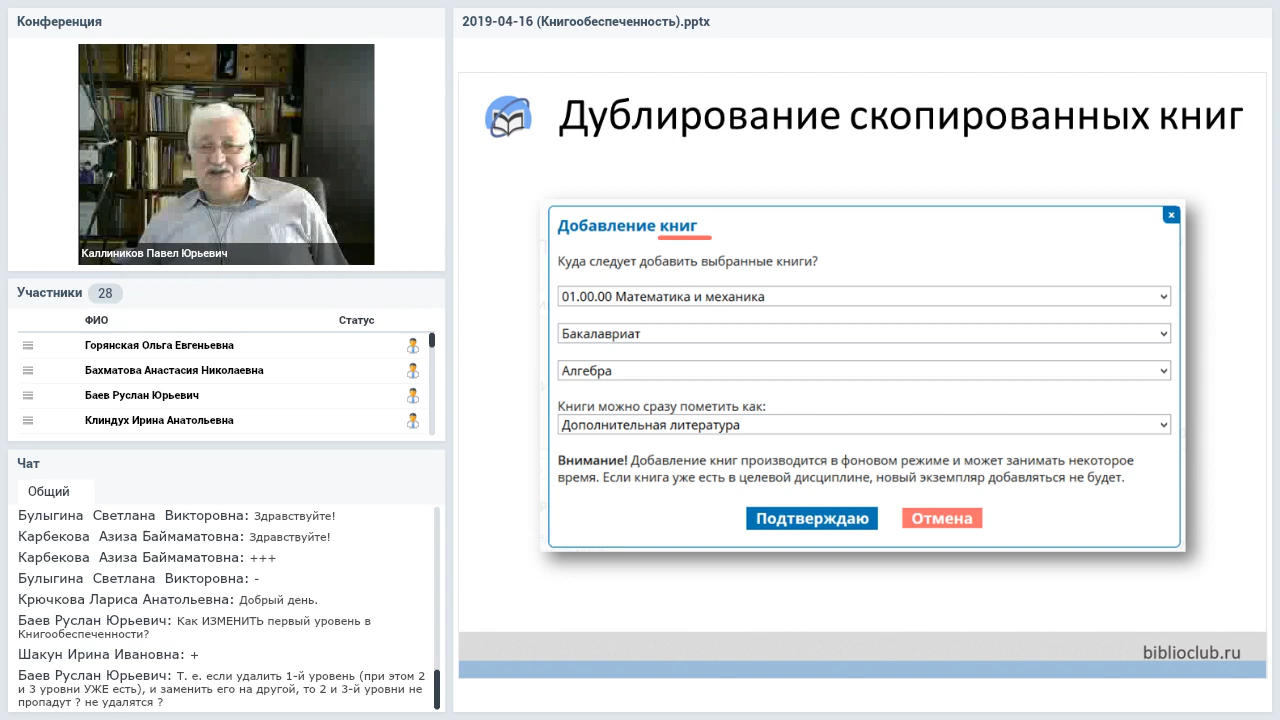 Конференция
Каллиников Павел Юрьевич
Участники 28
ФИО Статус
Горянская Ольга Евгеньевна
Бахматова Анастасия Николаевна
Баев Руслан Юрьевич
Клиндух Ирина Анатольевна
Чат
Общий
Булыгина Светлана Викторовна: Здравствуйте!
Карбекова Азиза Баймаматовна: Здравствуйте!
Карбекова Азиза Баймаматовна: +++
Булыгина Светлана Викторовна: -
Крючкова Лариса Анатольевна: Добрый день.
Баев Руслан Юрьевич: Как ИЗМЕНИТЬ первый уровень в
Книгообеспеченности?
Шакун Ирина Ивановна: +
Баев Руслан Юрьевич: Т. е. если удалить 1-й уровень (при этом 2
и 3 уровни УЖЕ есть), и заменить его на другой, то 2 и 3-й уровни не
пропадут ? не удалятся ?
2019-04-16 (Книгообеспеченность).pptx
Дублирование скопированных книг
Добавление книг
x
Куда следует добавить выбранные книги?
01.00.00 Математика и механика
Бакалавриат
Алгебра
Книги можно сразу пометить как:
Дополнительная литература
Внимание! Добавление книг производится в фоновом режиме и может занимать некоторое
время. Если книга уже есть в целевой дисциплине, новый экземпляр добавляться не будет.
Подтверждаю Отмена
biblioclub.ru